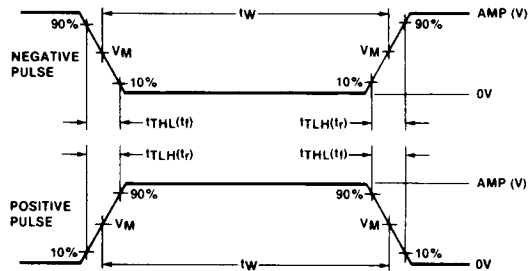 tW
90%
VM
NEGATIVE
PULSE
10%
10%
VM
90%
AMP (V)
0V
tTHL(tf)
tTLH(tr)
tTLH(tr)
tTHL(tf)
POSITIVE
PULSE
90%
VM
10%
90%
VM
10%
AMP (V)
0V
tW